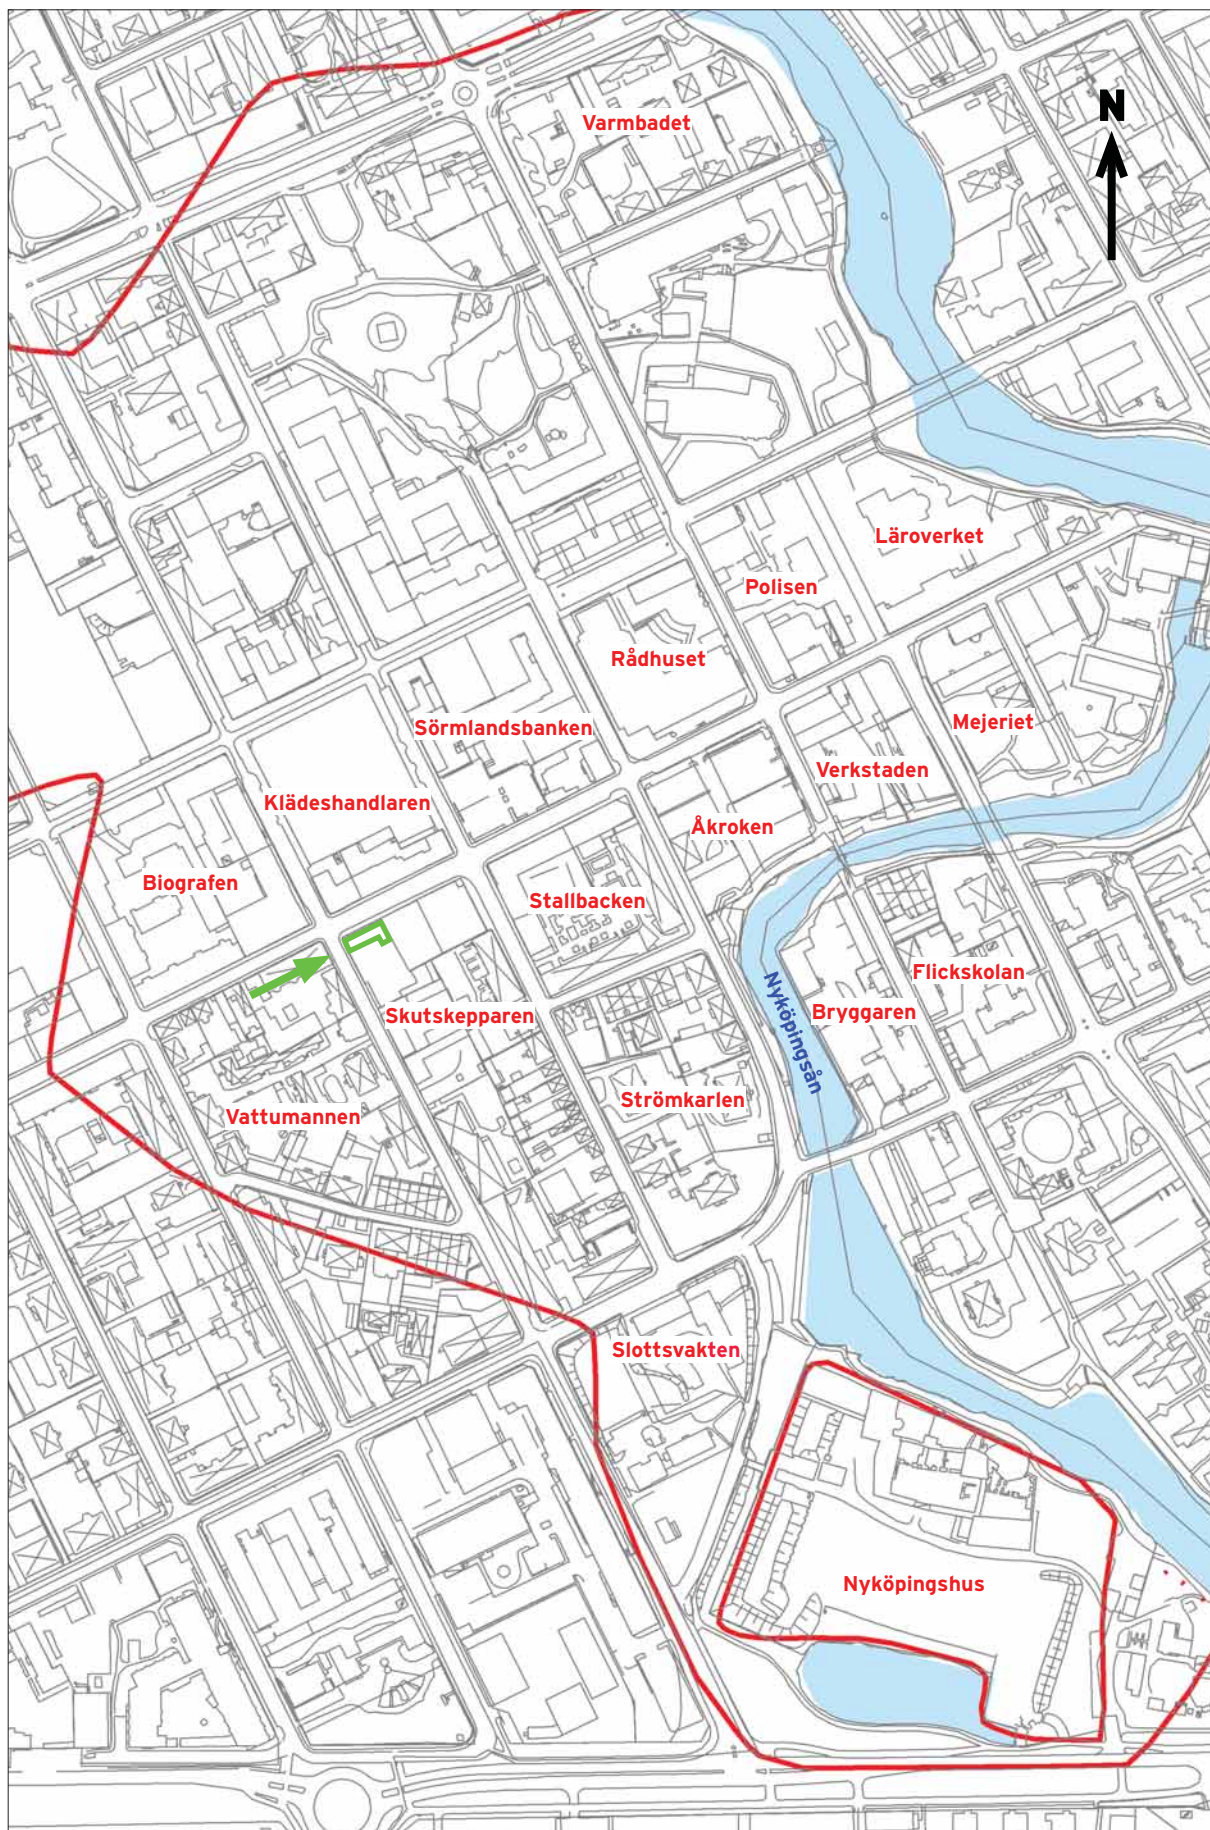 Varmbadet
N
Läroverket
Polisen
Rådhuset
Mejeriet
Sörmlandsbanken
Verkstaden
Klädeshandlaren
Åkroken
Biografen
Stallbacken
Flickskolan
Nyköpingsån
Bryggaren
Skutskepparen
Strömkarlen
Vattumannen
Slottsvakten
Nyköpingshus